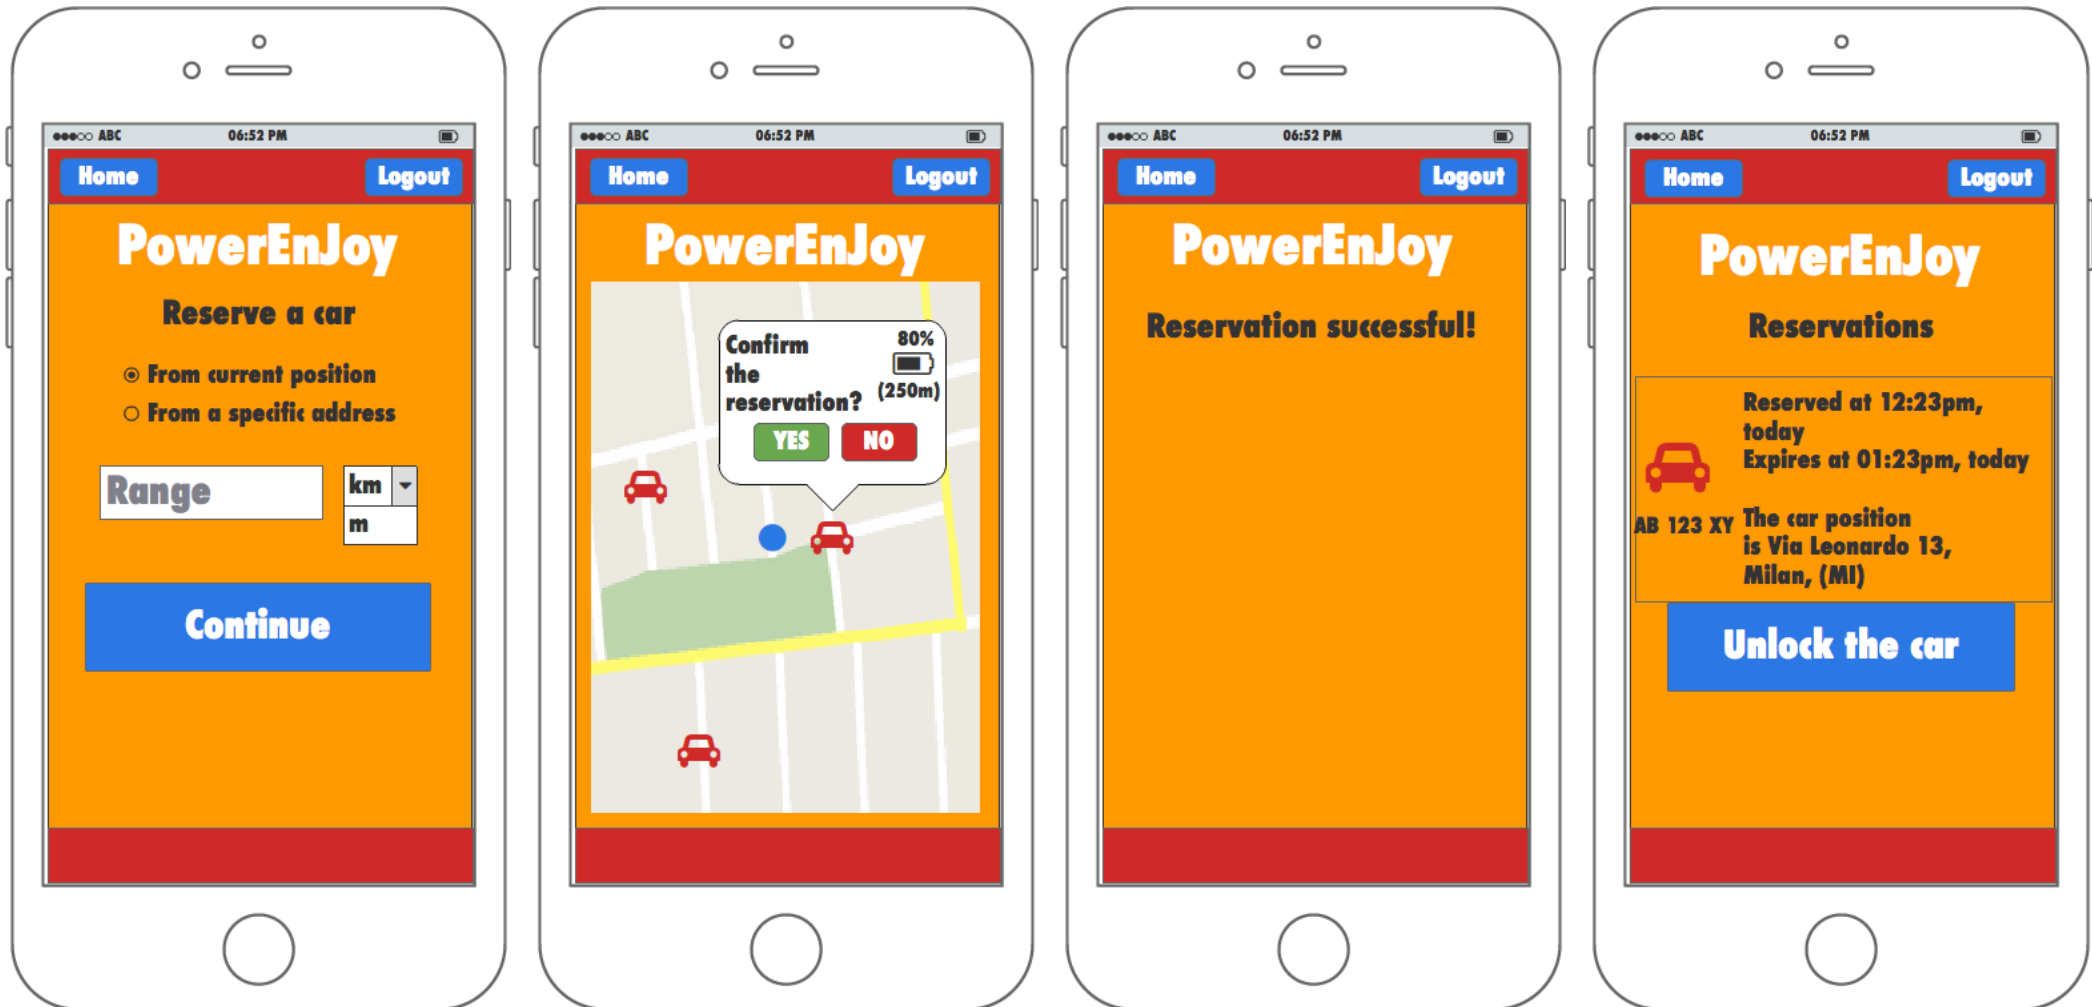 ABC 06:52 PM
Home Logout
PowerEnJoy
Reserve a car
From current position
From a specific address
Range km
m
Continue
ABC 06:52 PM
Home Logout
PowerEnJoy
Confirm 80%
the
reservation? (250m)
YES NO
ABC 06:52 PM
Home Logout
PowerEnJoy
Reservation successful!
ABC 06:52 PM
Home Logout
PowerEnJoy
Reservations
Reserved at 12:23pm,
today
Expires at 01:23pm, today
AB 123 XY The car position
is Via Leonardo 13,
Milan, (MI)
Unlock the car